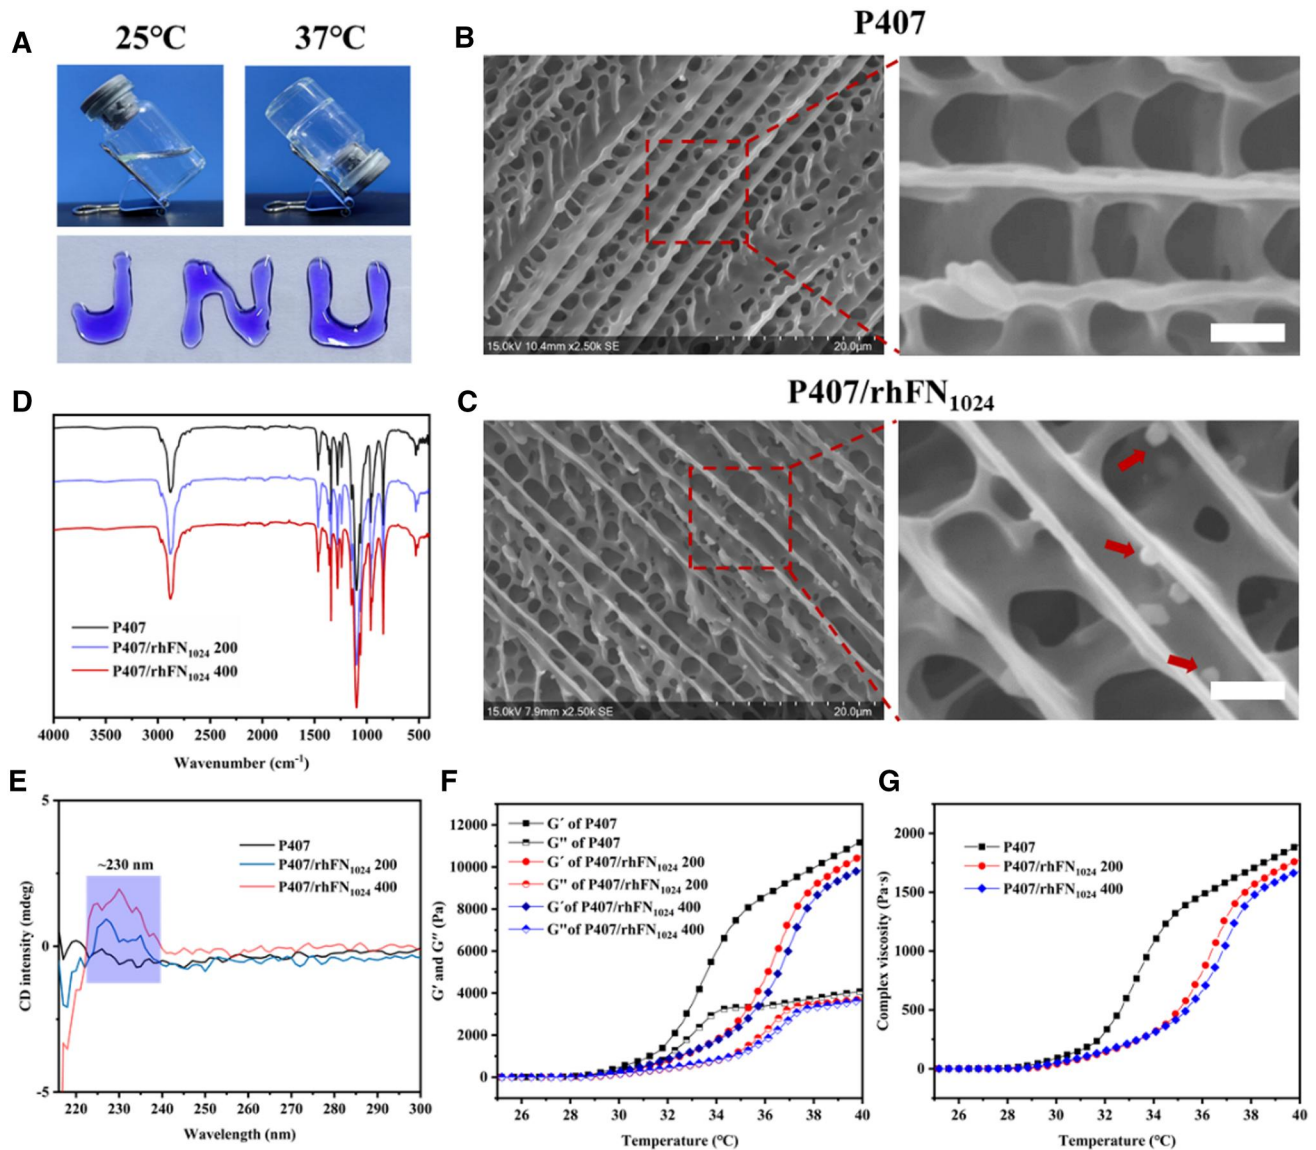 A
25°C
37°C
J N U
B
P407
15.0kV 10.4mm x2.50k SE
20.0μm
C
P407/rhFN₁₀₂₄
15.0kV 7.9mm x2.50k SE
20.0μm
D
P407
P407/rhFN₁₀₂₄ 200
P407/rhFN₁₀₂₄ 400
4000 3500 3000 2500 2000 1500 1000 500
Wavenumber (cm⁻¹)
E
5
0
-5
CD intensity (mdeg)
~230 nm
P407
P407/rhFN₁₀₂₄ 200
P407/rhFN₁₀₂₄ 400
220 230 240 250 260 270 280 290 300
Wavelength (nm)
F
12000
10000
8000
6000
4000
2000
0
G′ and G″ (Pa)
G′ of P407
G″ of P407
G′ of P407/rhFN₁₀₂₄ 200
G″ of P407/rhFN₁₀₂₄ 200
G′of P407/rhFN₁₀₂₄ 400
G″of P407/rhFN₁₀₂₄ 400
26 28 30 32 34 36 38 40
Temperature (°C)
G
2000
1500
1000
500
0
Complex viscosity (Pa·s)
P407
P407/rhFN₁₀₂₄ 200
P407/rhFN₁₀₂₄ 400
26 28 30 32 34 36 38 40
Temperature (°C)